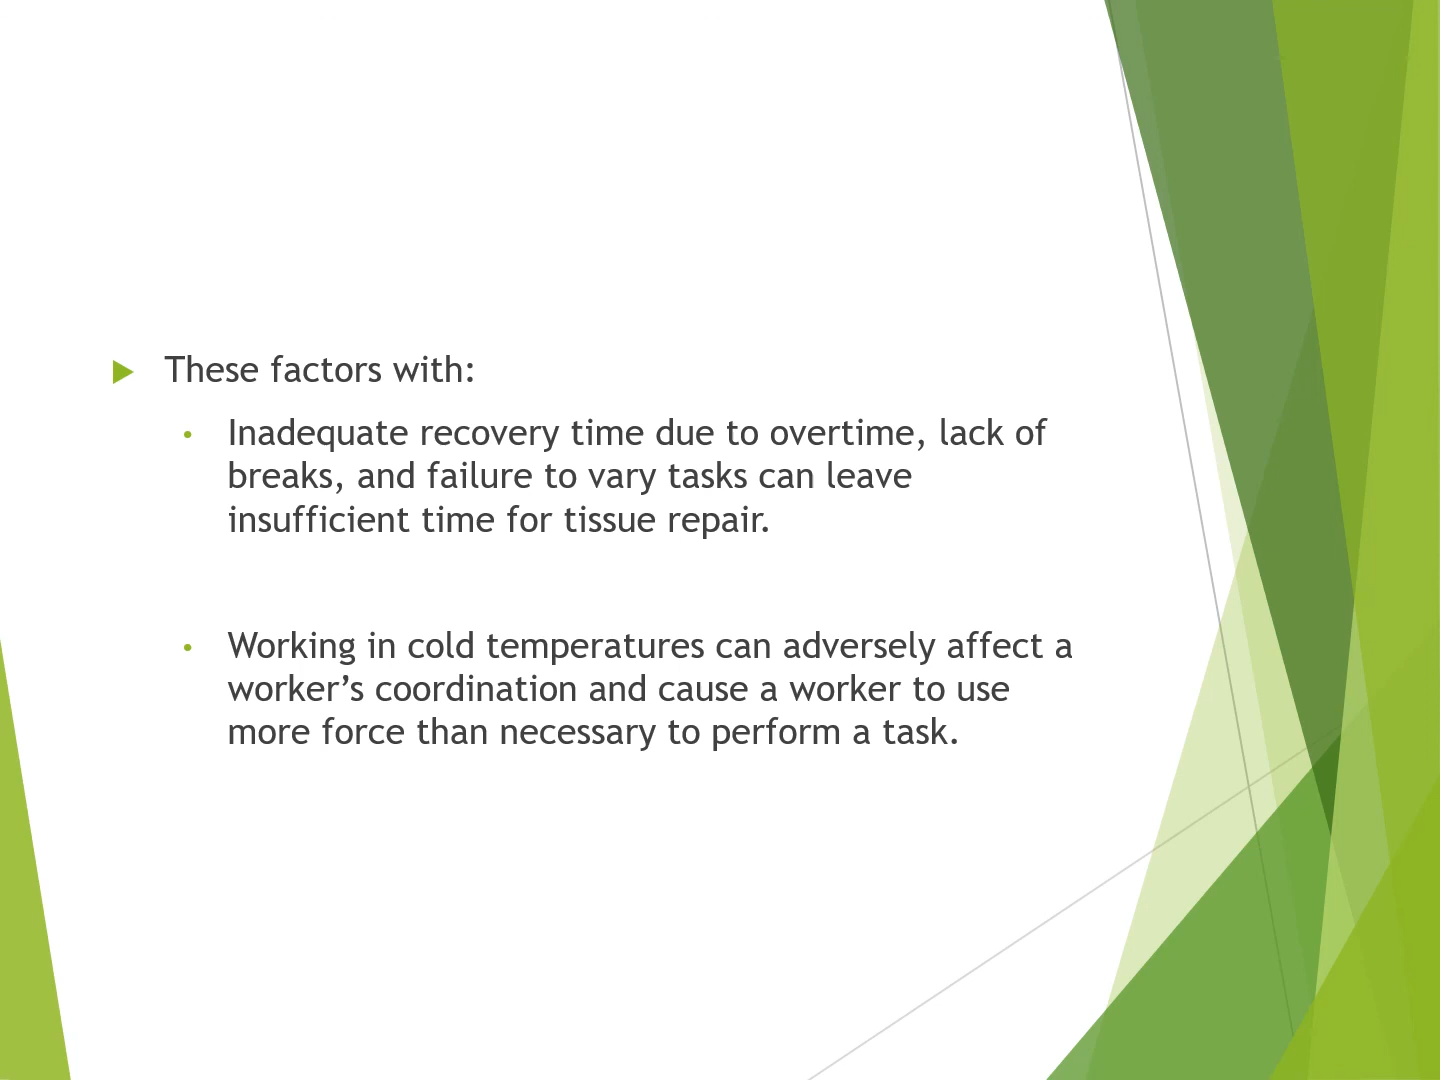 These factors with:
Inadequate recovery time due to overtime, lack of
breaks, and failure to vary tasks can leave
insufficient time for tissue repair.
Working in cold temperatures can adversely affect a
worker’s coordination and cause a worker to use
more force than necessary to perform a task.